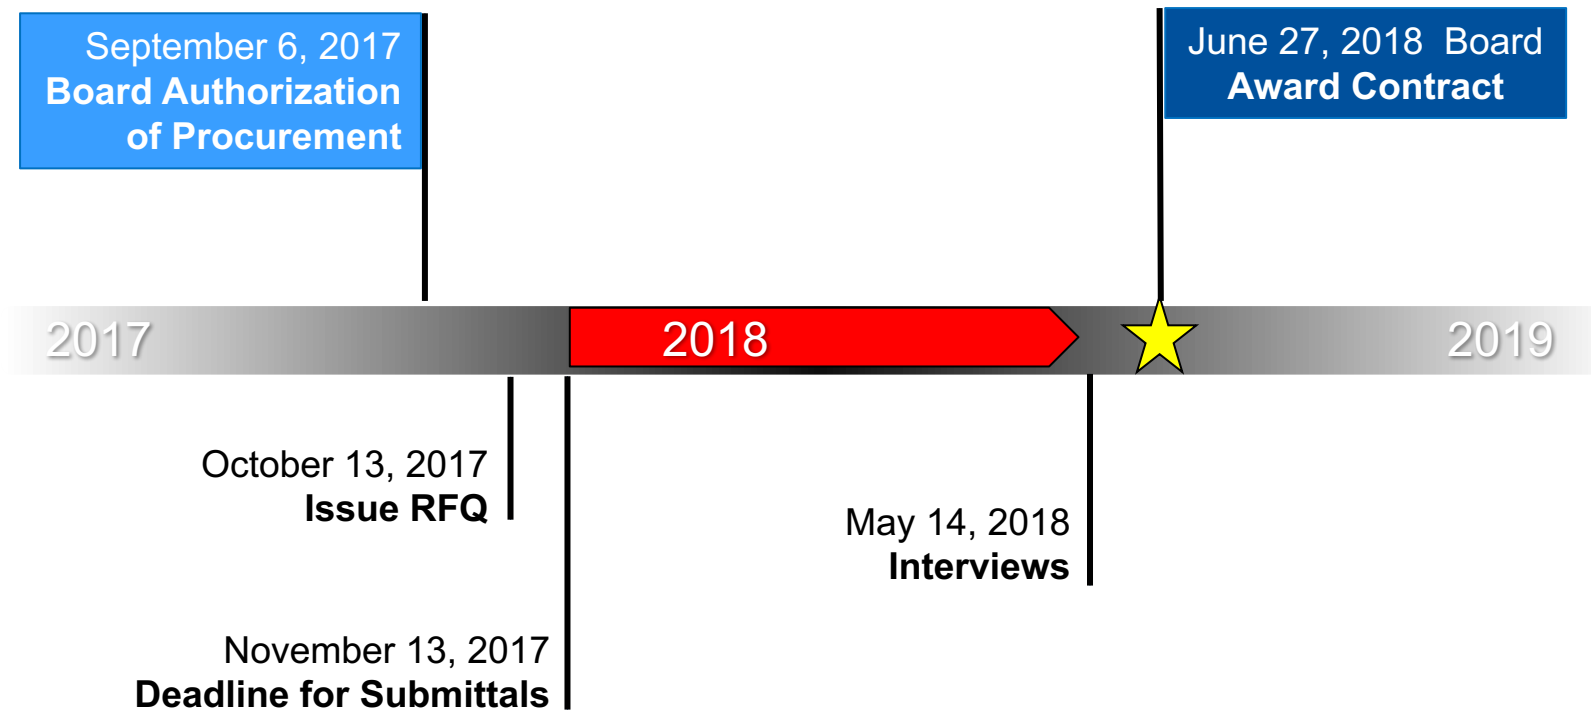 September 6, 2017
Board Authorization
of Procurement
June 27, 2018  Board
Award Contract
2017
2018
2019
October 13, 2017
Issue RFQ
May 14, 2018
Interviews
November 13, 2017
Deadline for Submittals